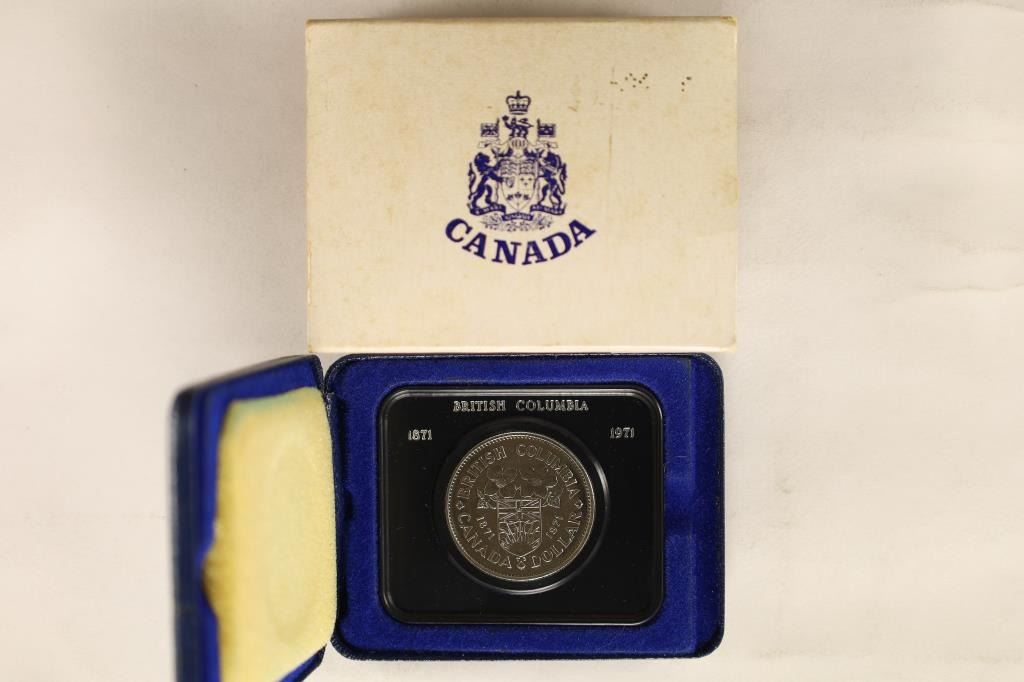 CANADA
BRITISH COLUMBIA
1871 1971
BRITISH COLUMBIA
1871 1971
CANADA DOLLAR